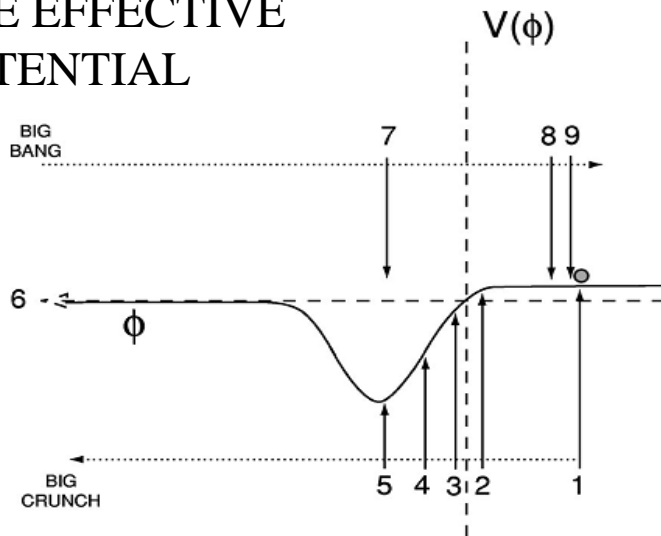 E EFFECTIVE
TENTIAL
V(ϕ)
BIG
BANG
7
8 9
6
ϕ
5 4 3 2 1
BIG
CRUNCH